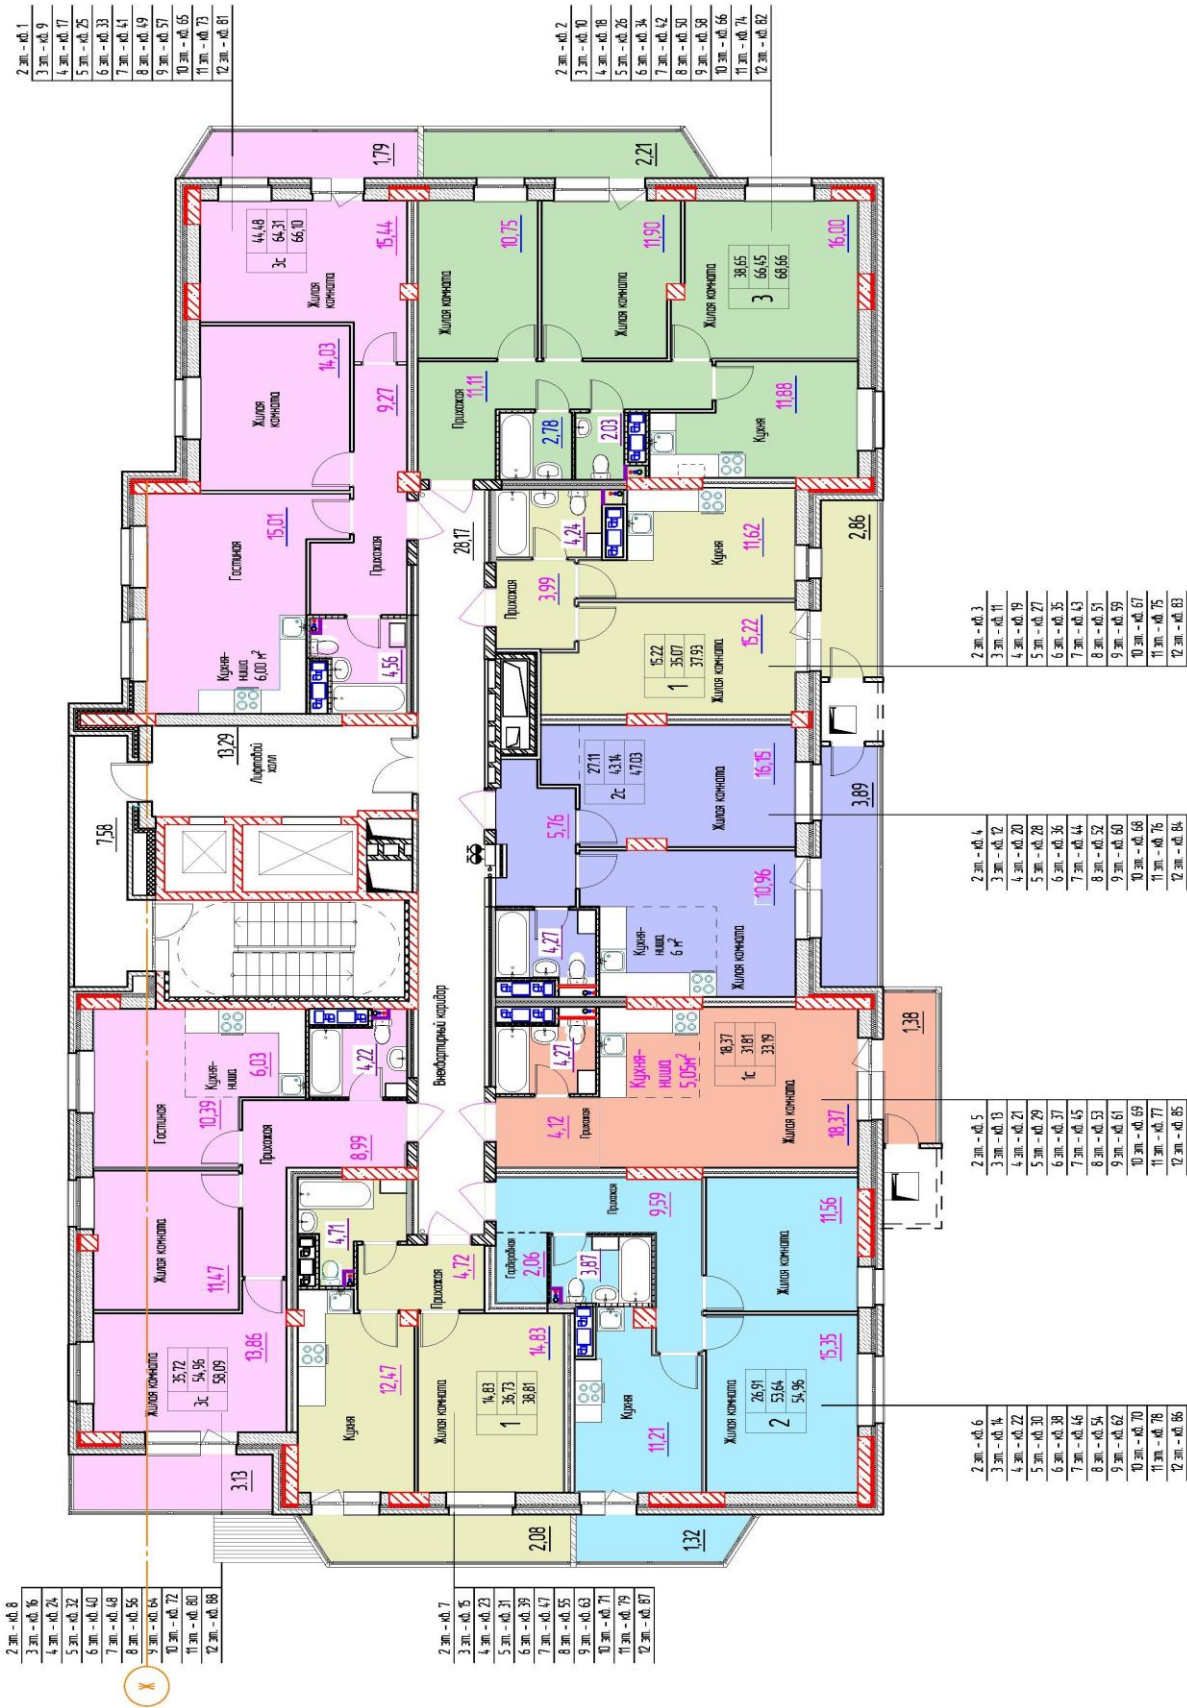 2 эт. - кв. 1
3 эт. - кв. 9
4 эт. - кв. 17
5 эт. - кв. 25
6 эт. - кв. 33
7 эт. - кв. 41
8 эт. - кв. 49
9 эт. - кв. 57
10 эт. - кв. 65
11 эт. - кв. 73
12 эт. - кв. 81
2 эт. - кв. 2
3 эт. - кв. 10
4 эт. - кв. 18
5 эт. - кв. 26
6 эт. - кв. 34
7 эт. - кв. 42
8 эт. - кв. 50
9 эт. - кв. 58
10 эт. - кв. 66
11 эт. - кв. 74
12 эт. - кв. 82
1,79
3с
44,48
64,31
66,10
15,44
Жилая
комната
14,03
Жилая
комната
9,27
15,01
Гостиная
Прихожая
Кухня-
ниша
6,00 м²
4,56
2,21
10,75
Жилая комната
11,90
Жилая комната
3
38,65
66,45
68,66
16,00
Жилая комната
11,11
Прихожая
2,78
2,03
11,88
Кухня
28,17
Внеквартирный коридор
13,29
Лифтовой
холл
7,58
4,24
3,99
Прихожая
11,62
Кухня
2,86
1
15,22
35,07
37,93
15,22
Жилая комната
2 эт. - кв. 3
3 эт. - кв. 11
4 эт. - кв. 19
5 эт. - кв. 27
6 эт. - кв. 35
7 эт. - кв. 43
8 эт. - кв. 51
9 эт. - кв. 59
10 эт. - кв. 67
11 эт. - кв. 75
12 эт. - кв. 83
2с
27,11
43,14
47,03
16,15
Жилая комната
5,76
3,89
10,96
Жилая комната
Кухня-
ниша
6 м²
4,27
2 эт. - кв. 4
3 эт. - кв. 12
4 эт. - кв. 20
5 эт. - кв. 28
6 эт. - кв. 36
7 эт. - кв. 44
8 эт. - кв. 52
9 эт. - кв. 60
10 эт. - кв. 68
11 эт. - кв. 76
12 эт. - кв. 84
4,27
Кухня-
ниша
5,05м²
1с
18,37
31,81
33,19
18,37
Жилая комната
4,12
Прихожая
1,38
2 эт. - кв. 5
3 эт. - кв. 13
4 эт. - кв. 21
5 эт. - кв. 29
6 эт. - кв. 37
7 эт. - кв. 45
8 эт. - кв. 53
9 эт. - кв. 61
10 эт. - кв. 69
11 эт. - кв. 77
12 эт. - кв. 85
9,59
Прихожая
2,06
Гардеробная
3,87
11,56
Жилая комната
15,35
Жилая комната
2
26,91
53,64
54,96
11,21
Кухня
1,32
2 эт. - кв. 6
3 эт. - кв. 14
4 эт. - кв. 22
5 эт. - кв. 30
6 эт. - кв. 38
7 эт. - кв. 46
8 эт. - кв. 54
9 эт. - кв. 62
10 эт. - кв. 70
11 эт. - кв. 78
12 эт. - кв. 86
4,71
4,72
Прихожая
12,47
Кухня
14,83
Жилая комната
1
14,83
36,73
38,81
2,08
2 эт. - кв. 7
3 эт. - кв. 15
4 эт. - кв. 23
5 эт. - кв. 31
6 эт. - кв. 39
7 эт. - кв. 47
8 эт. - кв. 55
9 эт. - кв. 63
10 эт. - кв. 71
11 эт. - кв. 79
12 эт. - кв. 87
6,03
Кухня-
ниша
10,39
Гостиная
4,22
8,99
Прихожая
11,47
Жилая комната
13,86
Жилая комната
3с
35,72
54,96
58,09
3.13
2 эт. - кв. 8
3 эт. - кв. 16
4 эт. - кв. 24
5 эт. - кв. 32
6 эт. - кв. 40
7 эт. - кв. 48
8 эт. - кв. 56
9 эт. - кв. 64
10 эт. - кв. 72
11 эт. - кв. 80
12 эт. - кв. 88
Ж